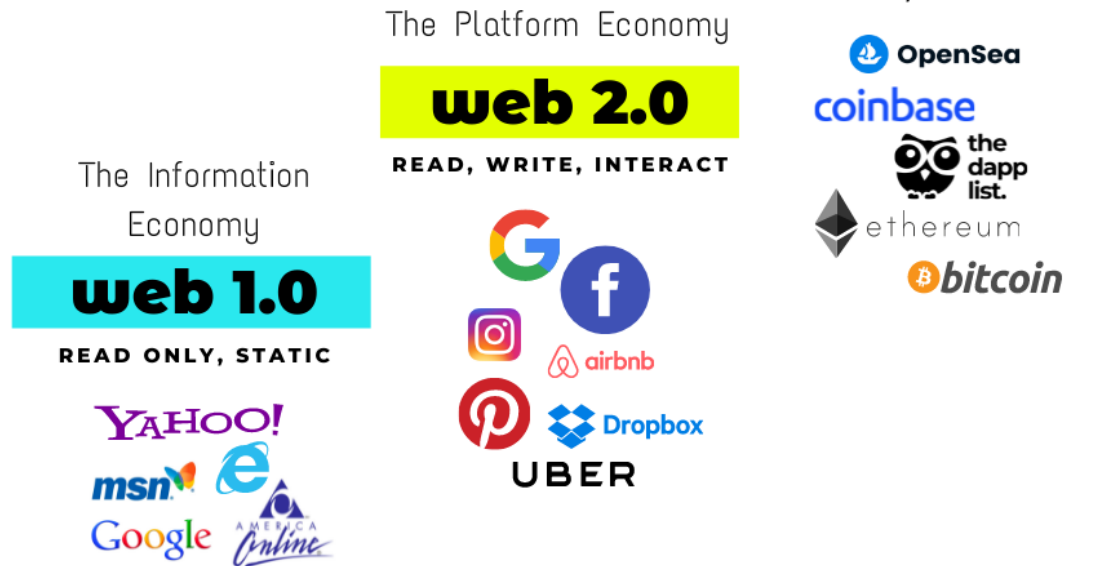 The Information
Economy
web 1.0
READ ONLY, STATIC
YAHOO!
msn
Google
AMERICA
Online
The Platform Economy
web 2.0
READ, WRITE, INTERACT
airbnb
Dropbox
UBER
OpenSea
coinbase
the
dapp
list.
ethereum
bitcoin